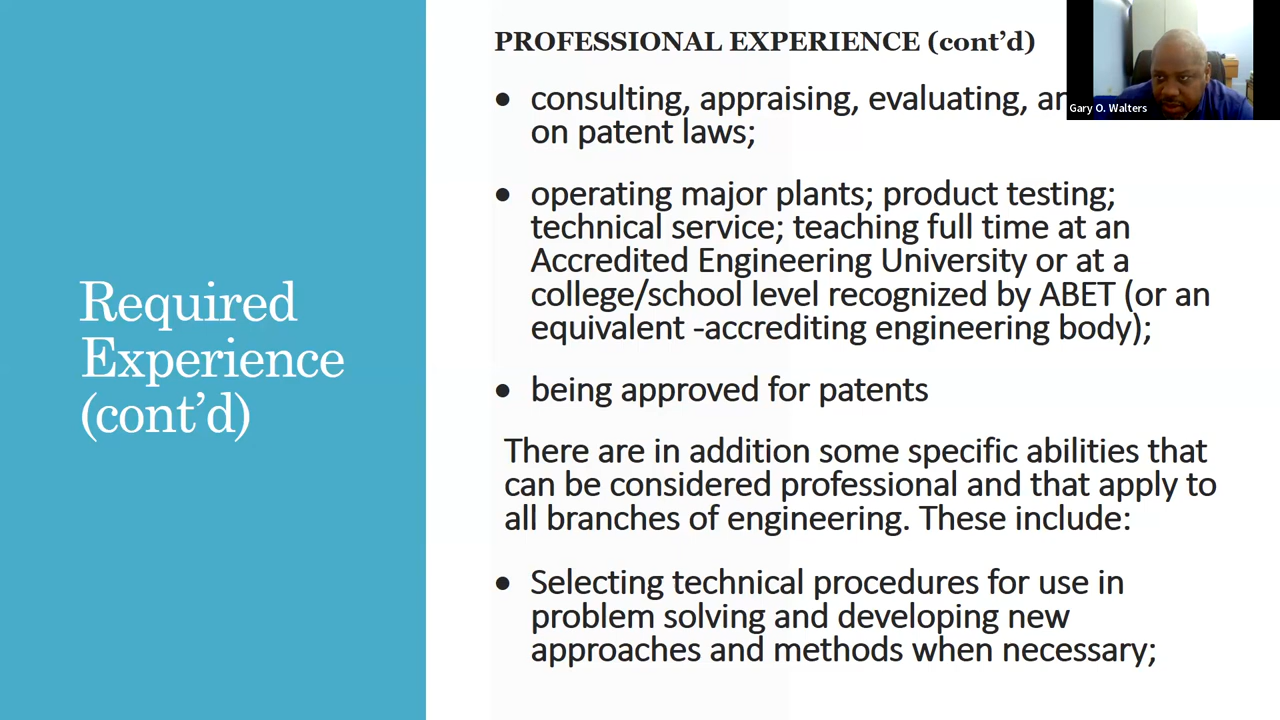 PROFESSIONAL EXPERIENCE (cont’d)
Gary O. Walters
• consulting, appraising, evaluating,
on patent laws;
• operating major plants; product testing;
technical service; teaching full time at an
Accredited Engineering University or at a
college/school level recognized by ABET (or an
equivalent -accrediting engineering body);
• being approved for patents
There are in addition some specific abilities that
can be considered professional and that apply to
all branches of engineering. These include:
• Selecting technical procedures for use in
problem solving and developing new
approaches and methods when necessary;
Required
Experience
(cont’d)